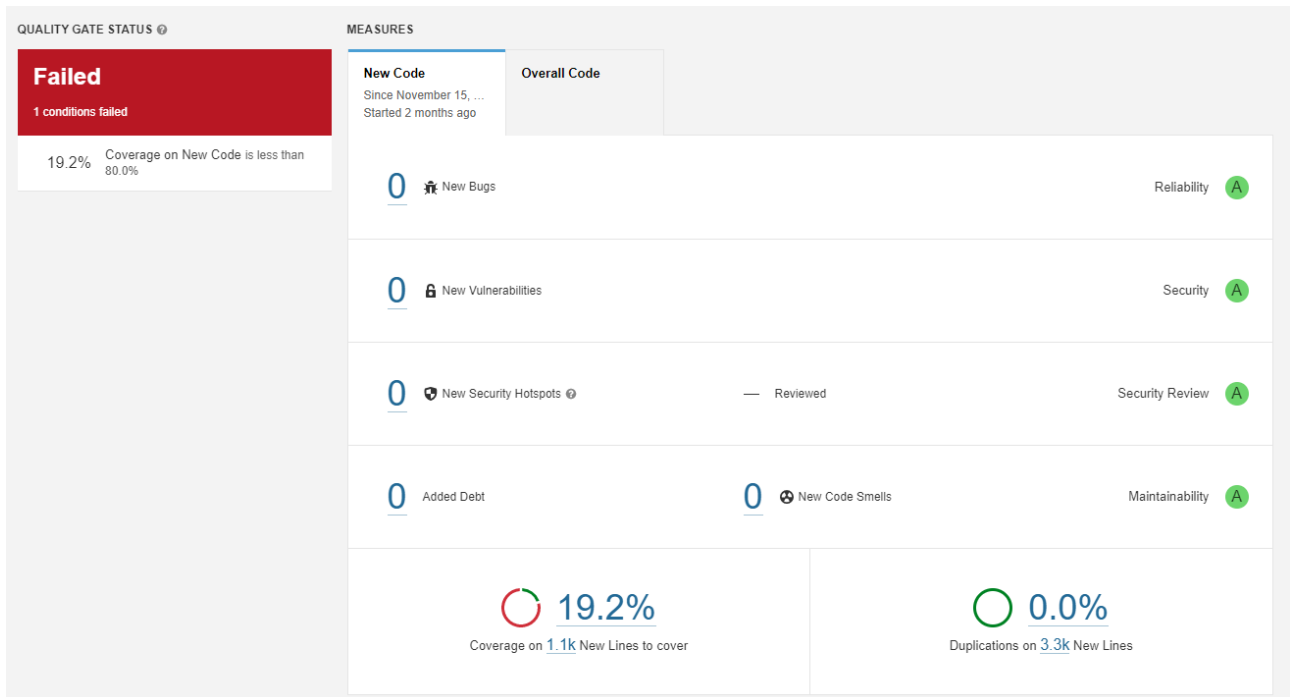 QUALITY GATE STATUS
Failed
1 conditions failed
19.2%
Coverage on New Code is less than
80.0%
MEASURES
New Code
Since November 15, ...
Started 2 months ago
Overall Code
0 New Bugs
Reliability A
0 New Vulnerabilities
Security A
0 New Security Hotspots
— Reviewed
Security Review A
0 Added Debt
0 New Code Smells
Maintainability A
19.2%
Coverage on 1.1k New Lines to cover
0.0%
Duplications on 3.3k New Lines